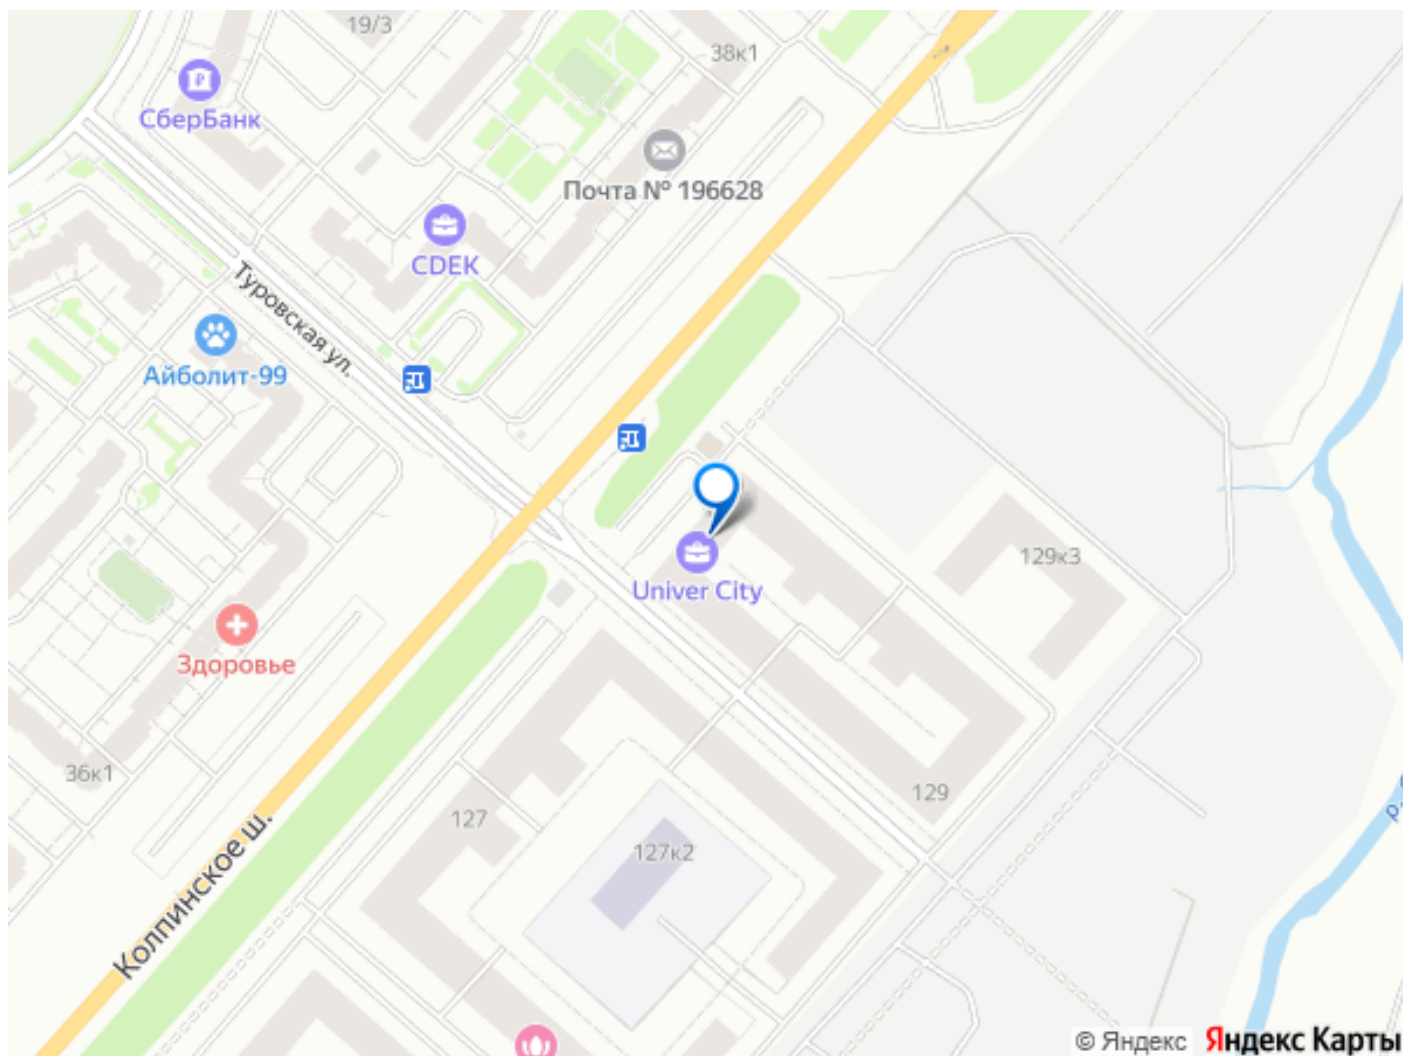 19/3
38к1
СберБанк
Почта № 196628
CDEK
Туровская ул.
Айболит-99
Univer City
129к3
Здоровье
36к1
127
129
127к2
Колпинское ш.
р.
© Яндекс Яндекс Карты